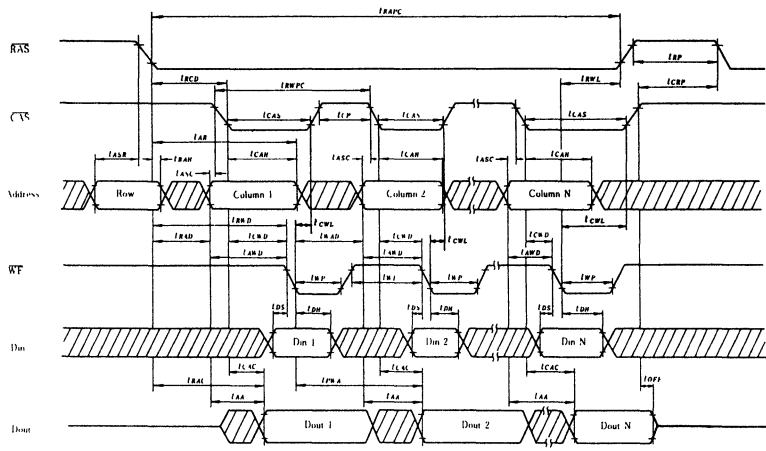 tRAPC
RAS
tRP
tRCD
tRWPC
tRWL
tCRP
CAS
tCAS
tCP
tCAS
tCAS
tAR
tASR
tRAH
tASC
tCAH
tASC
tCAH
tASC
tCAH
Address
Row
Column 1
Column 2
Column N
tRWD
tCWL
tCWL
tCWL
tRAD
tCWD
tWAD
tCWD
tCWD
tAWD
tAWD
tAWD
WE
tWP
tWI
tWP
tWP
tDS
tDH
tDS
tDH
tDS
tDH
Din
Din 1
Din 2
Din N
tCAC
tCAC
tCAC
tRAC
tPWA
tOFF
tAA
tAA
tAA
Dout
Dout 1
Dout 2
Dout N